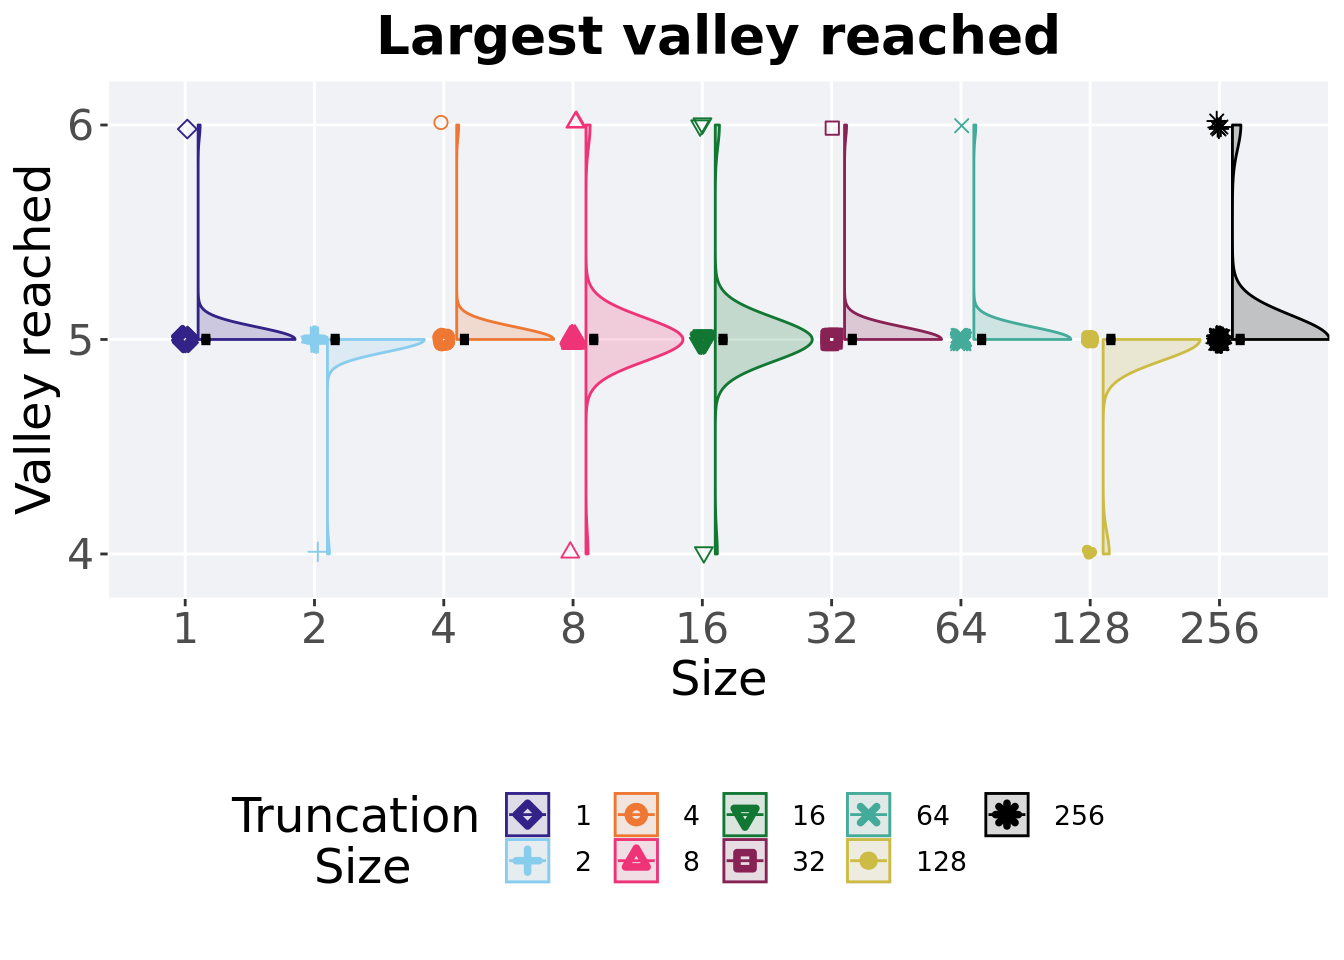 Largest valley reached
Valley reached
6
5
4
1 2 4 8 16 32 64 128 256
Size
Truncation
Size
1 4 16 64 256
2 8 32 128